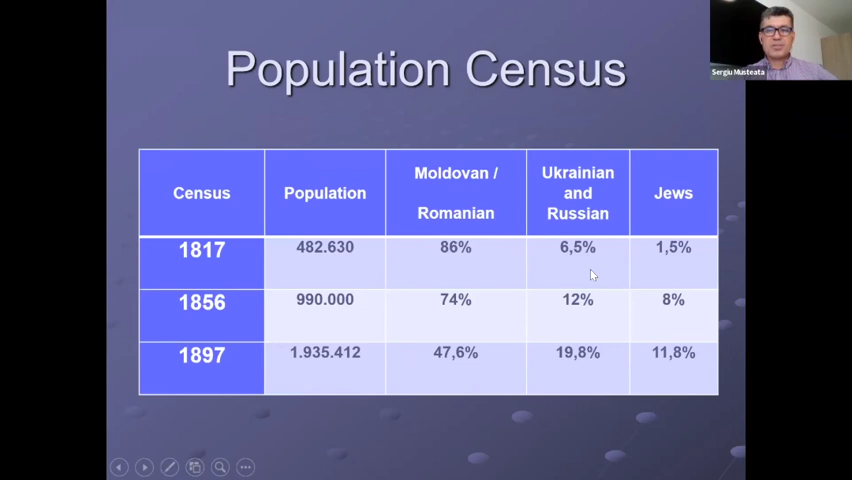 Population Census
Sergiu Musteata
Census
Population
Moldovan /
Romanian
Ukrainian
and
Russian
Jews
1817
482.630
86%
6,5%
1,5%
1856
990.000
74%
12%
8%
1897
1.935.412
47,6%
19,8%
11,8%